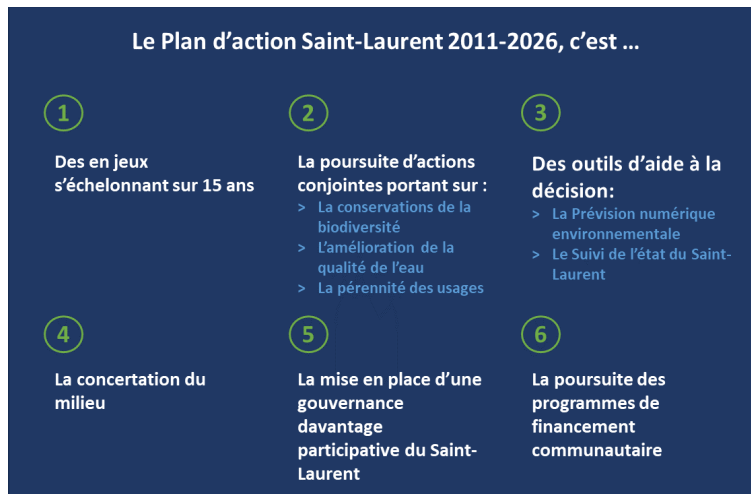 Le Plan d’action Saint-Laurent 2011-2026, c’est …
1
Des en jeux
s’échelonnant sur 15 ans
2
La poursuite d’actions
conjointes portant sur :
> La conservations de la
biodiversité
> L’amélioration de la
qualité de l’eau
> La pérennité des usages
3
Des outils d’aide à la
décision:
> La Prévision numérique
environnementale
> Le Suivi de l’état du Saint-
Laurent
4
La concertation du
milieu
5
La mise en place d’une
gouvernance
davantage
participative du Saint-
Laurent
6
La poursuite des
programmes de
financement
communautaire